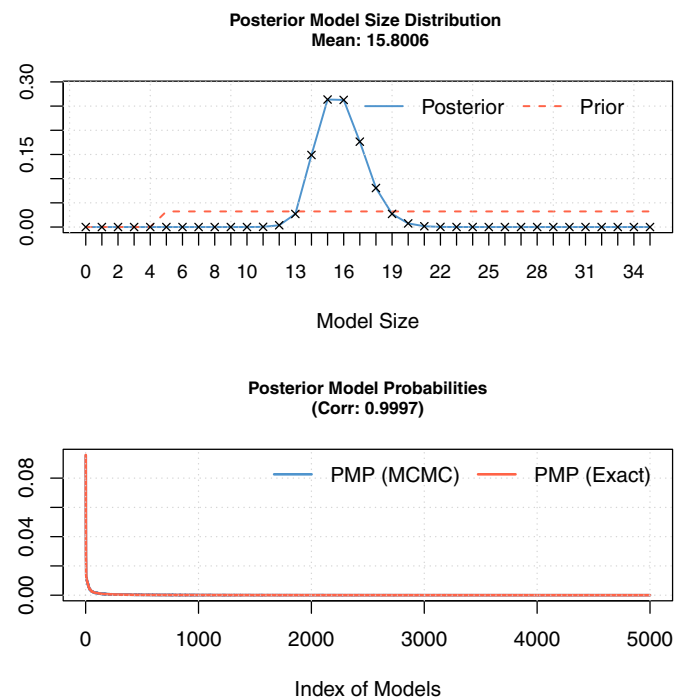 Posterior Model Size Distribution
Mean: 15.8006
0.30
0.15
0.00
Posterior Prior
0 2 4 6 8 10 13 16 19 22 25 28 31 34
Model Size
Posterior Model Probabilities
(Corr: 0.9997)
0.08
0.04
0.00
PMP (MCMC) PMP (Exact)
0 1000 2000 3000 4000 5000
Index of Models